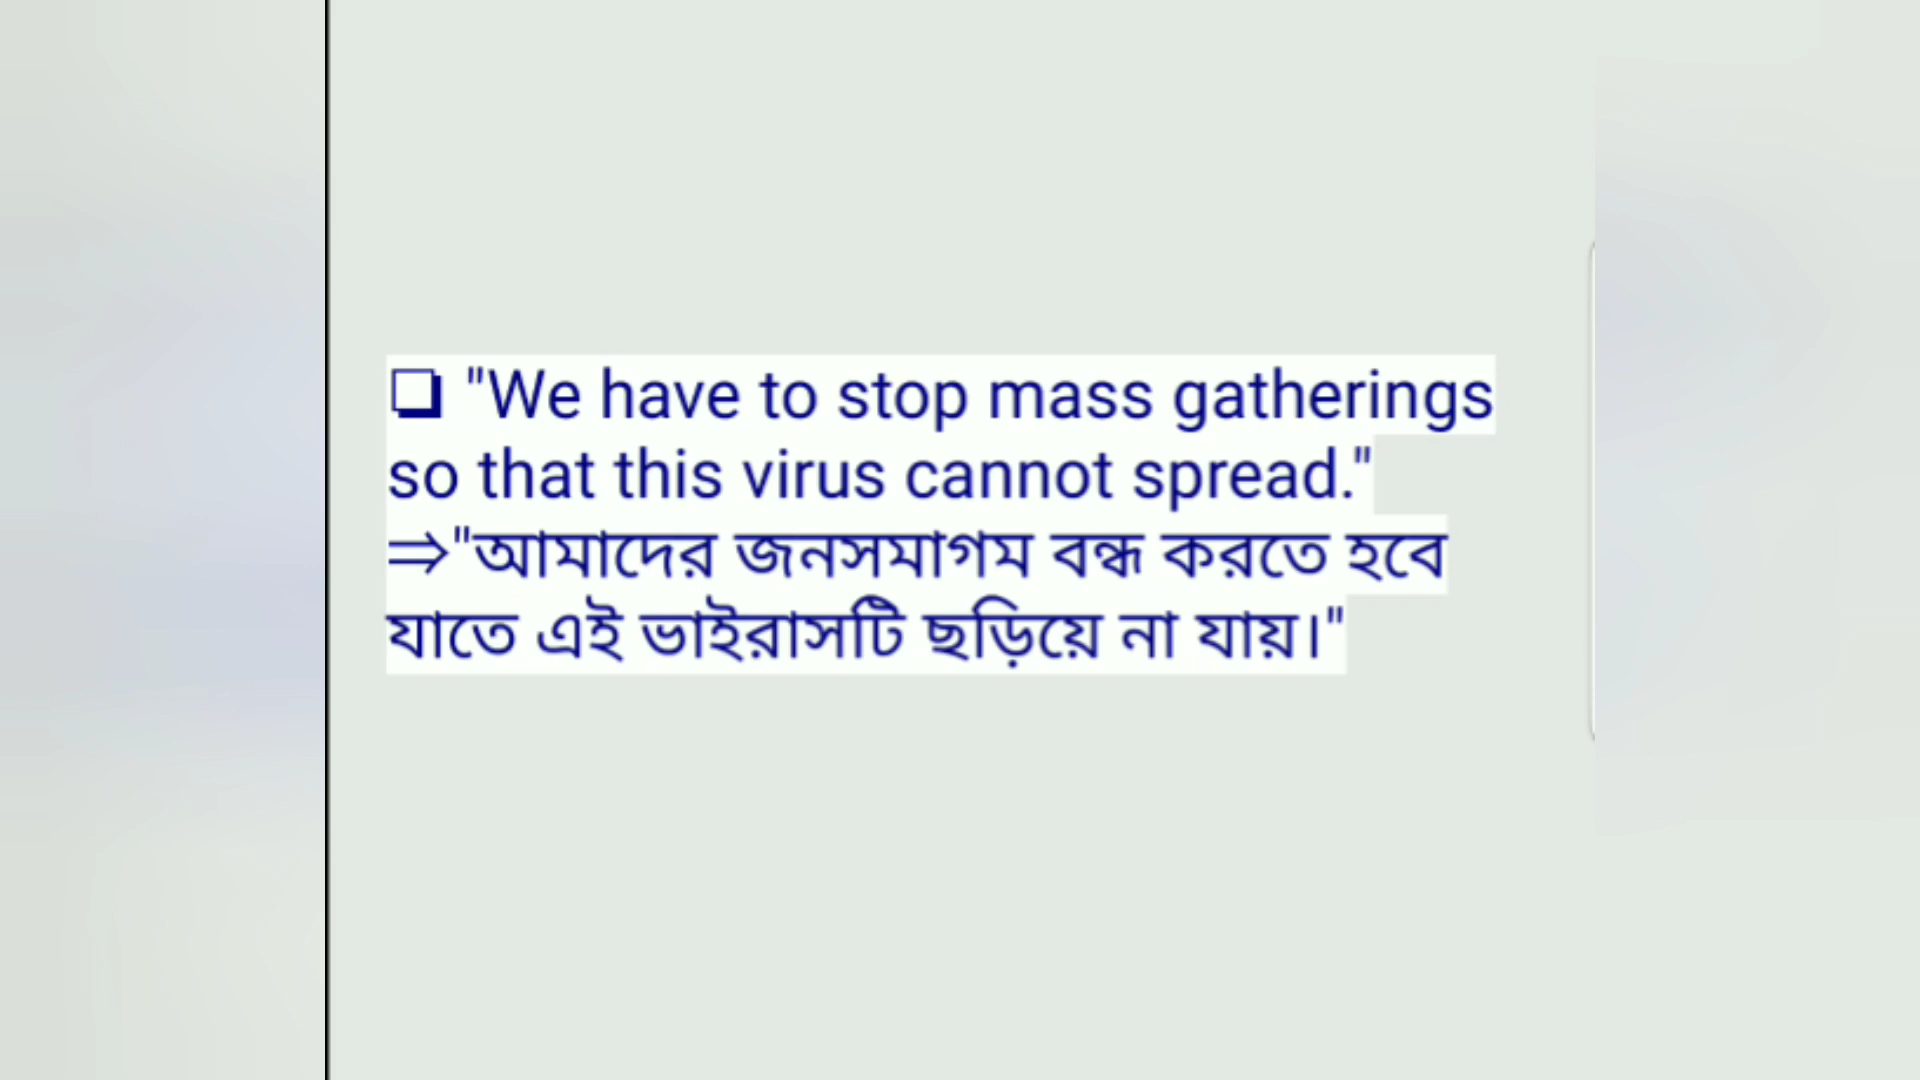 ❏ "We have to stop mass gatherings
so that this virus cannot spread."
⇒"আমাদের জনসমাগম বন্ধ করতে হবে
যাতে এই ভাইরাসটি ছড়িয়ে না যায়।"